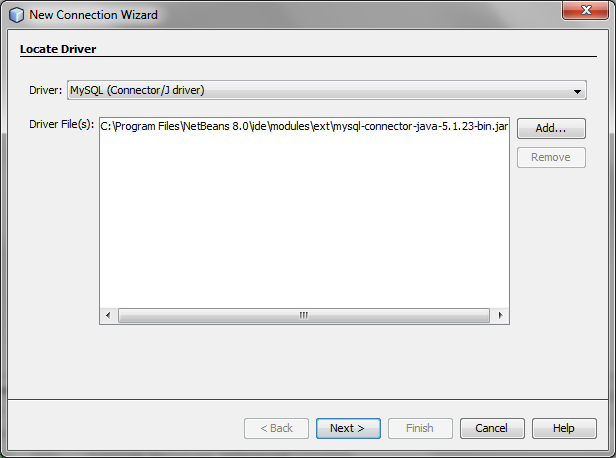 New Connection Wizard
Locate Driver
Driver: MySQL (Connector/J driver)
Driver File(s): C:\Program Files\NetBeans 8.0\ide\modules\ext\mysql-connector-java-5.1.23-bin.jar
Add...
Remove
< Back Next > Finish Cancel Help